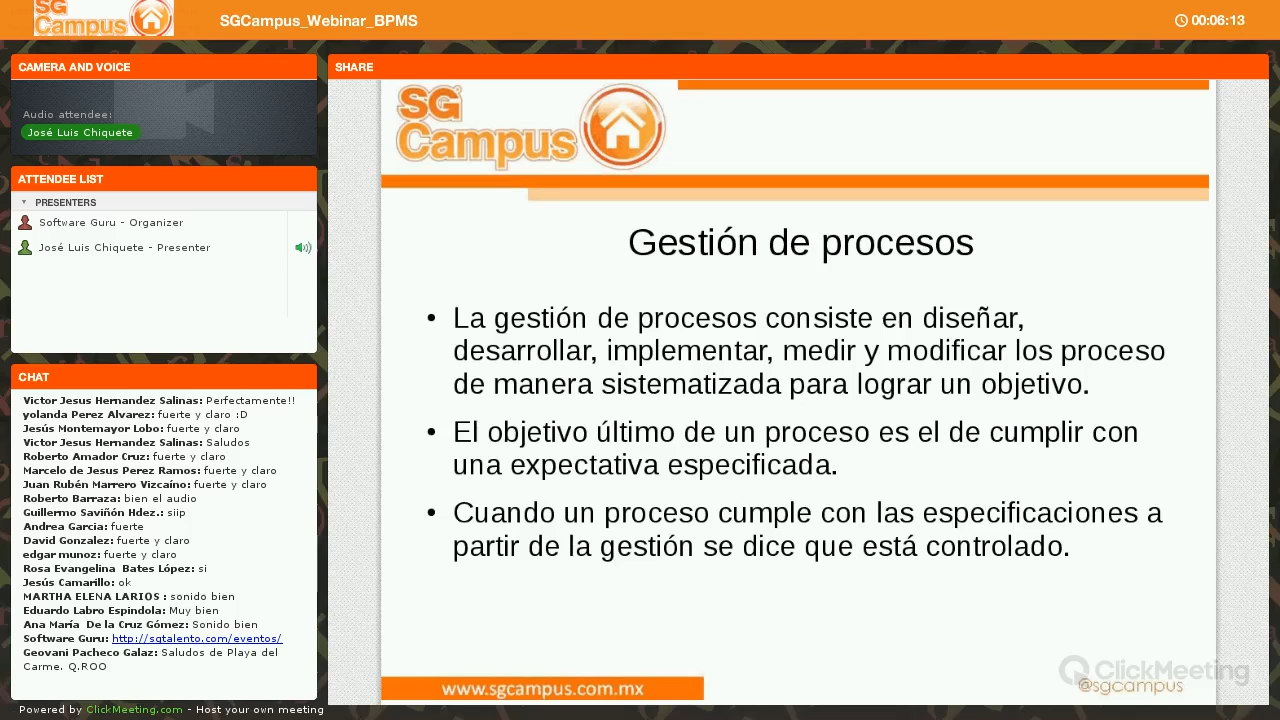 SG Campus
SGCampus_Webinar_BPMS
00:06:13
CAMERA AND VOICE
Audio attendee:
José Luis Chiquete
ATTENDEE LIST
PRESENTERS
Software Guru - Organizer
José Luis Chiquete - Presenter
CHAT
Victor Jesus Hernandez Salinas: Perfectamente!!
yolanda Perez Alvarez: fuerte y claro :D
Jesús Montemayor Lobo: fuerte y claro
Victor Jesus Hernandez Salinas: Saludos
Roberto Amador Cruz: fuerte y claro
Marcelo de Jesus Perez Ramos: fuerte y claro
Juan Rubén Marrero Vizcaíno: fuerte y claro
Roberto Barraza: bien el audio
Guillermo Saviñón Hdez.: siip
Andrea Garcia: fuerte
David Gonzalez: fuerte y claro
edgar munoz: fuerte y claro
Rosa Evangelina Bates López: si
Jesús Camarillo: ok
MARTHA ELENA LARIOS : sonido bien
Eduardo Labro Espindola: Muy bien
Ana María De la Cruz Gómez: Sonido bien
Software Guru: http://sgtalento.com/eventos/
Geovani Pacheco Galaz: Saludos de Playa del
Carme. Q.ROO
Powered by ClickMeeting.com - Host your own meeting
SHARE
SG
Campus
Gestión de procesos
• La gestión de procesos consiste en diseñar,
desarrollar, implementar, medir y modificar los proceso
de manera sistematizada para lograr un objetivo.
• El objetivo último de un proceso es el de cumplir con
una expectativa especificada.
• Cuando un proceso cumple con las especificaciones a
partir de la gestión se dice que está controlado.
www.sgcampus.com.mx
ClickMeeting
@sgcampus